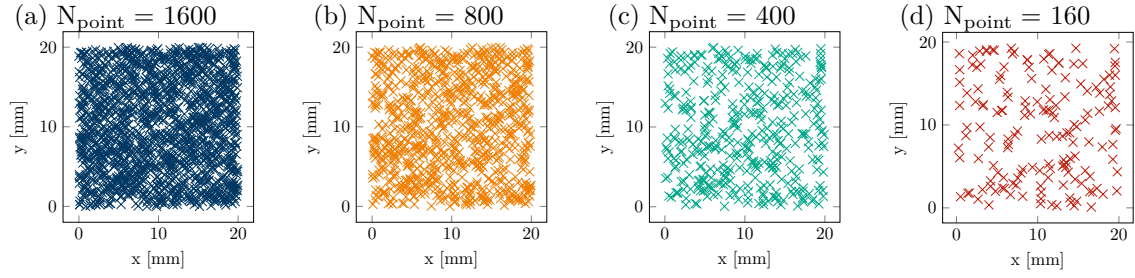 (a) N_point = 1600
(b) N_point = 800
(c) N_point = 400
(d) N_point = 160
20
10
0
y [mm]
0 10 20
x [mm]
20
10
0
y [mm]
0 10 20
x [mm]
20
10
0
y [mm]
0 10 20
x [mm]
20
10
0
y [mm]
0 10 20
x [mm]